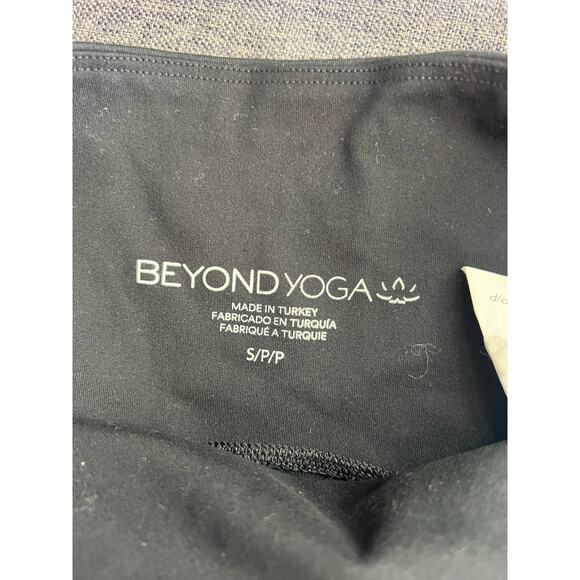 BEYOND YOGA
MADE IN TURKEY
FABRICADO EN TURQUÍA
FABRIQUÉ A TURQUIE
S/P/P